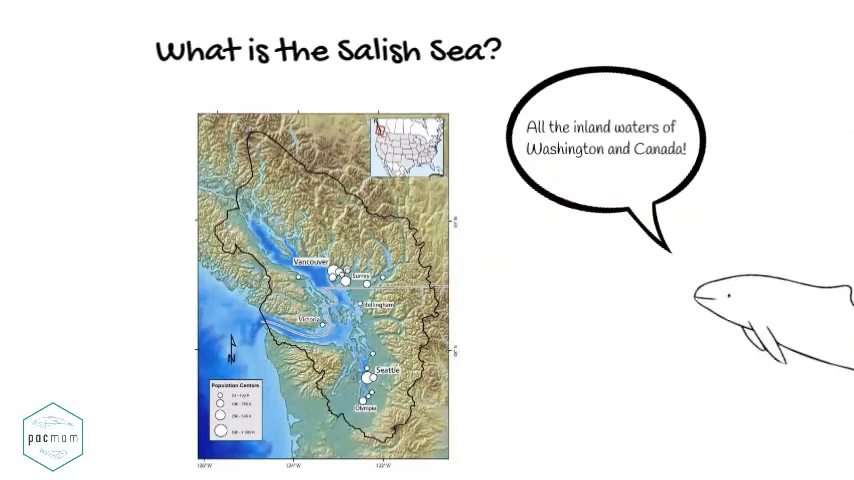 What is the Salish Sea?
All the inland waters of
Washington and Canada!
Vancouver
Surrey
Bellingham
Victoria
Seattle
Olympia
N
Population Centers
pacmam